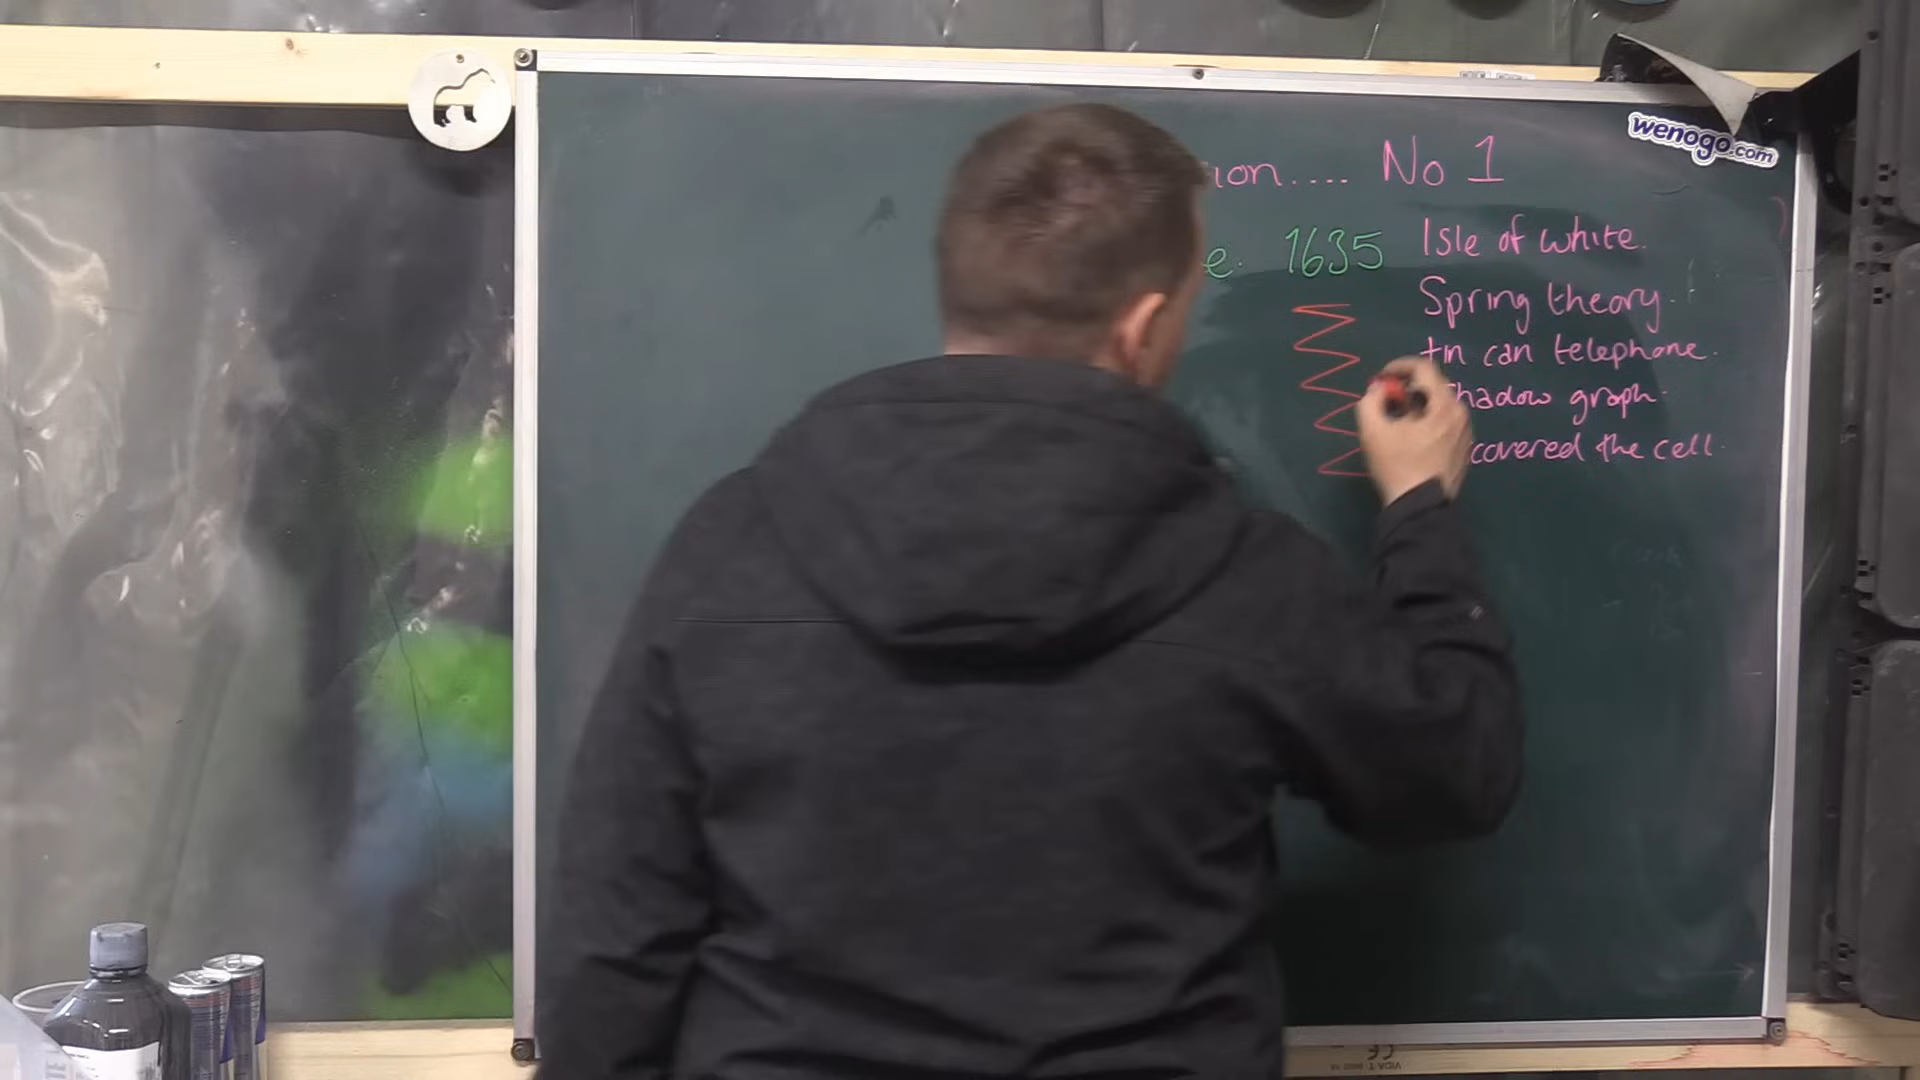 wenogo.com
ion.... No 1
e. 1635
Isle of white.
Spring theory.
tin can telephone.
hadow graph.
covered the cell.